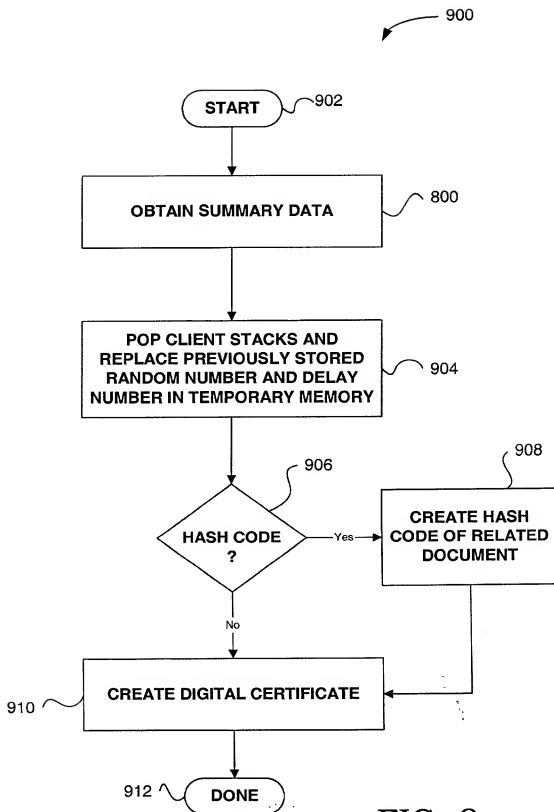 900
START
902
OBTAIN SUMMARY DATA
800
POP CLIENT STACKS AND
REPLACE PREVIOUSLY STORED
RANDOM NUMBER AND DELAY
NUMBER IN TEMPORARY MEMORY
904
906
908
HASH CODE
?
Yes
CREATE HASH
CODE OF RELATED
DOCUMENT
No
CREATE DIGITAL CERTIFICATE
910
912
DONE